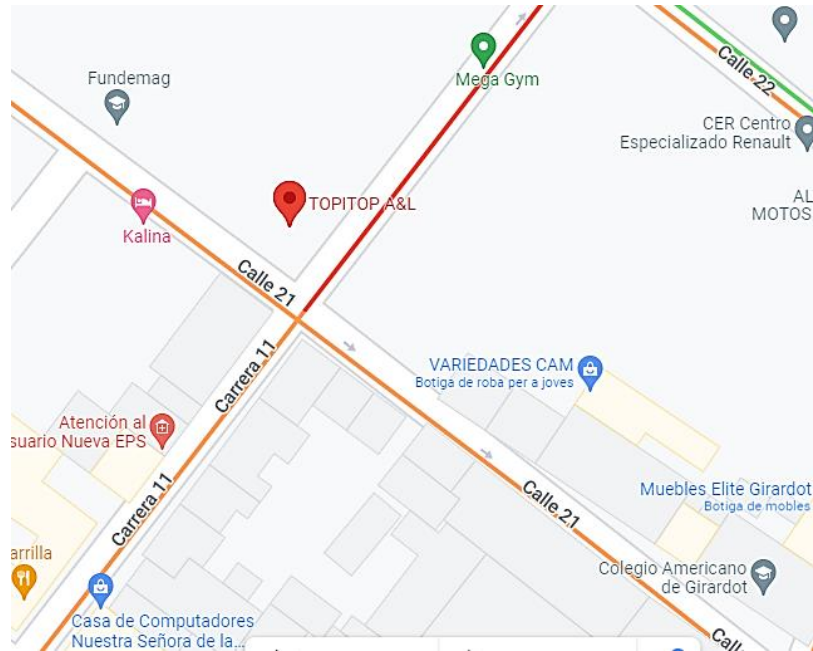 Fundemag
Mega Gym
Calle 22
CER Centro
Especializado Renault
TOPITOP A&L
AL
MOTOS
Kalina
Calle 21
Carrera 11
VARIEDADES CAM
Botiga de roba per a joves
Atención al
suario Nueva EPS
Carrera 11
Calle 21
Muebles Elite Girardot
Botiga de mobles
arrilla
Colegio Americano
de Girardot
Casa de Computadores
Nuestra Señora de la...
Call